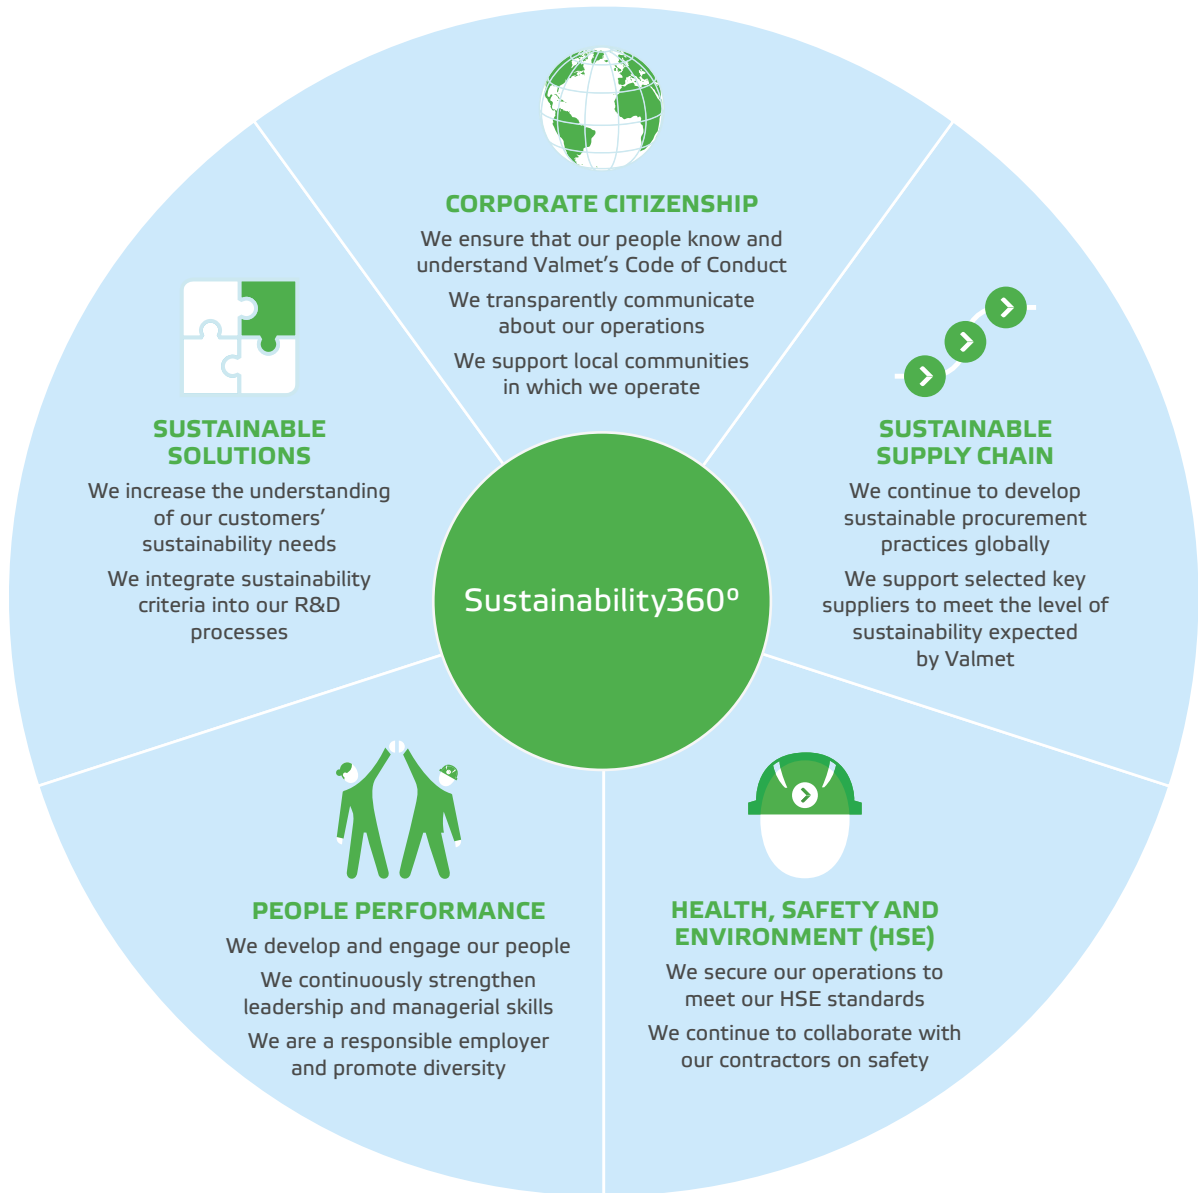 CORPORATE CITIZENSHIP
We ensure that our people know and
understand Valmet’s Code of Conduct
We transparently communicate
about our operations
We support local communities
in which we operate
SUSTAINABLE
SUPPLY CHAIN
We continue to develop
sustainable procurement
practices globally
We support selected key
suppliers to meet the level of
sustainability expected
by Valmet
HEALTH, SAFETY AND
ENVIRONMENT (HSE)
We secure our operations to
meet our HSE standards
We continue to collaborate with
our contractors on safety
PEOPLE PERFORMANCE
We develop and engage our people
We continuously strengthen
leadership and managerial skills
We are a responsible employer
and promote diversity
SUSTAINABLE
SOLUTIONS
We increase the understanding
of our customers’
sustainability needs
We integrate sustainability
criteria into our R&D
processes
Sustainability360º